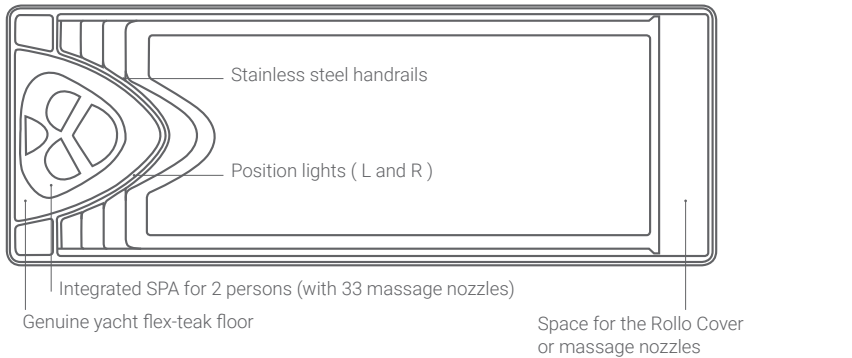 Stainless steel handrails
Position lights ( L and R )
Integrated SPA for 2 persons (with 33 massage nozzles)
Genuine yacht flex-teak floor
Space for the Rollo Cover
or massage nozzles